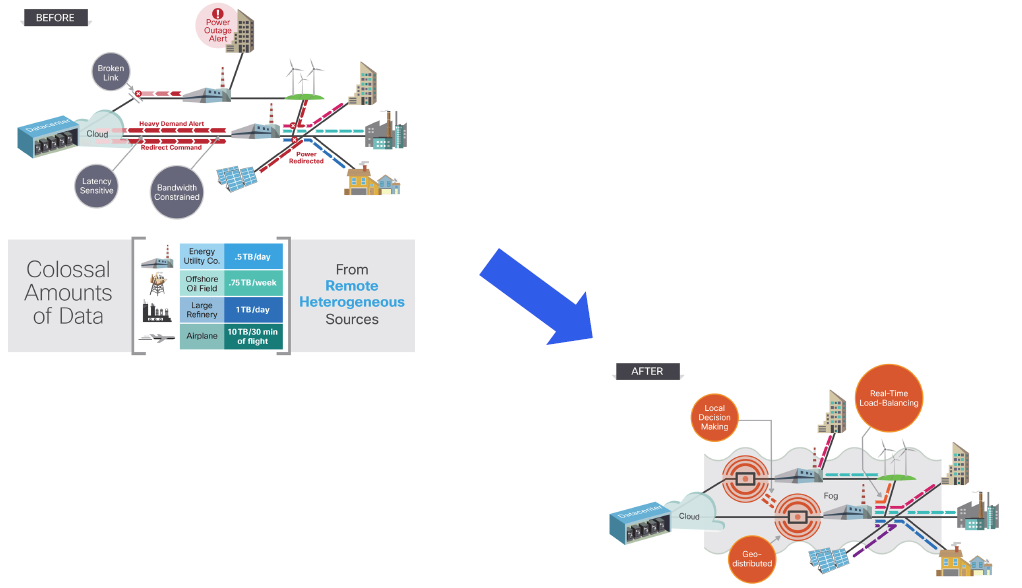 BEFORE
Power
Outage
Alert
Broken
Link
Datacenter
Cloud
Heavy Demand Alert
Redirect Command
Power
Redirected
Latency
Sensitive
Bandwidth
Constrained
Colossal
Amounts
of Data
Energy
Utility Co.
.5TB/day
Offshore
Oil Field
.75TB/week
Large
Refinery
1TB/day
Airplane
10TB/30 min
of flight
From
Remote
Heterogeneous
Sources
AFTER
Local
Decision
Making
Real-Time
Load-Balancing
Fog
Datacenter
Cloud
Geo-
distributed